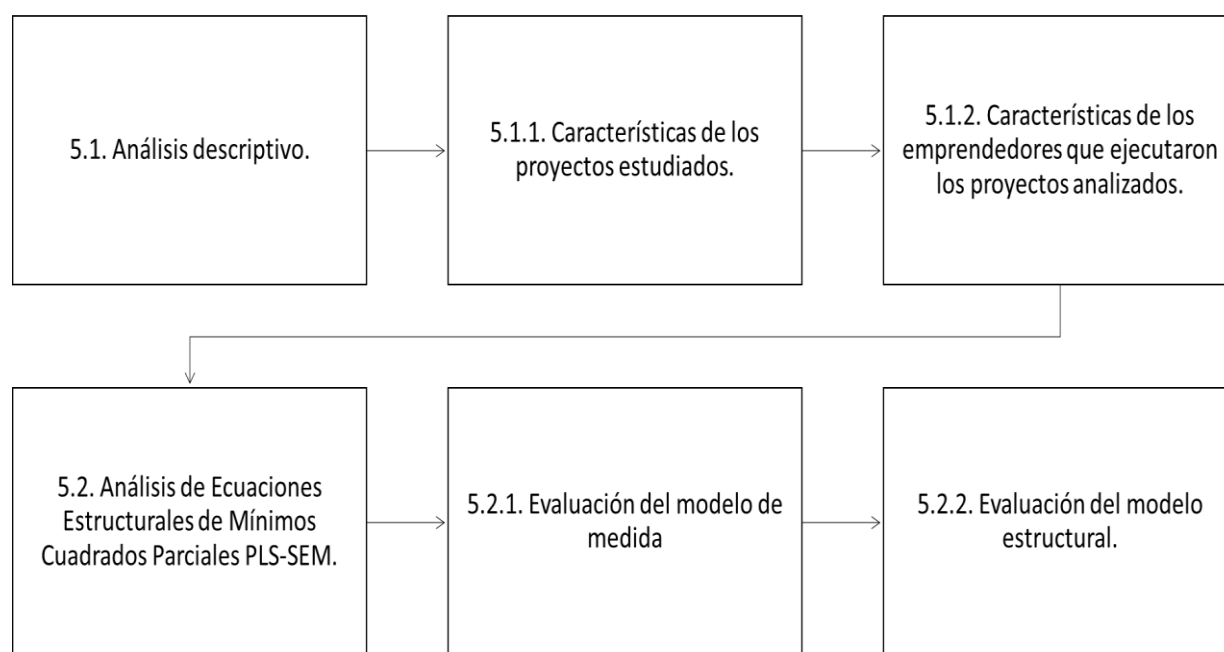 5.1. Análisis descriptivo.
5.1.1. Características de los
proyectos estudiados.
5.1.2. Características de los
emprendedores que ejecutaron
los proyectos analizados.
5.2. Análisis de Ecuaciones
Estructurales de Mínimos
Cuadrados Parciales PLS-SEM.
5.2.1. Evaluación del modelo de
medida
5.2.2. Evaluación del modelo
estructural.